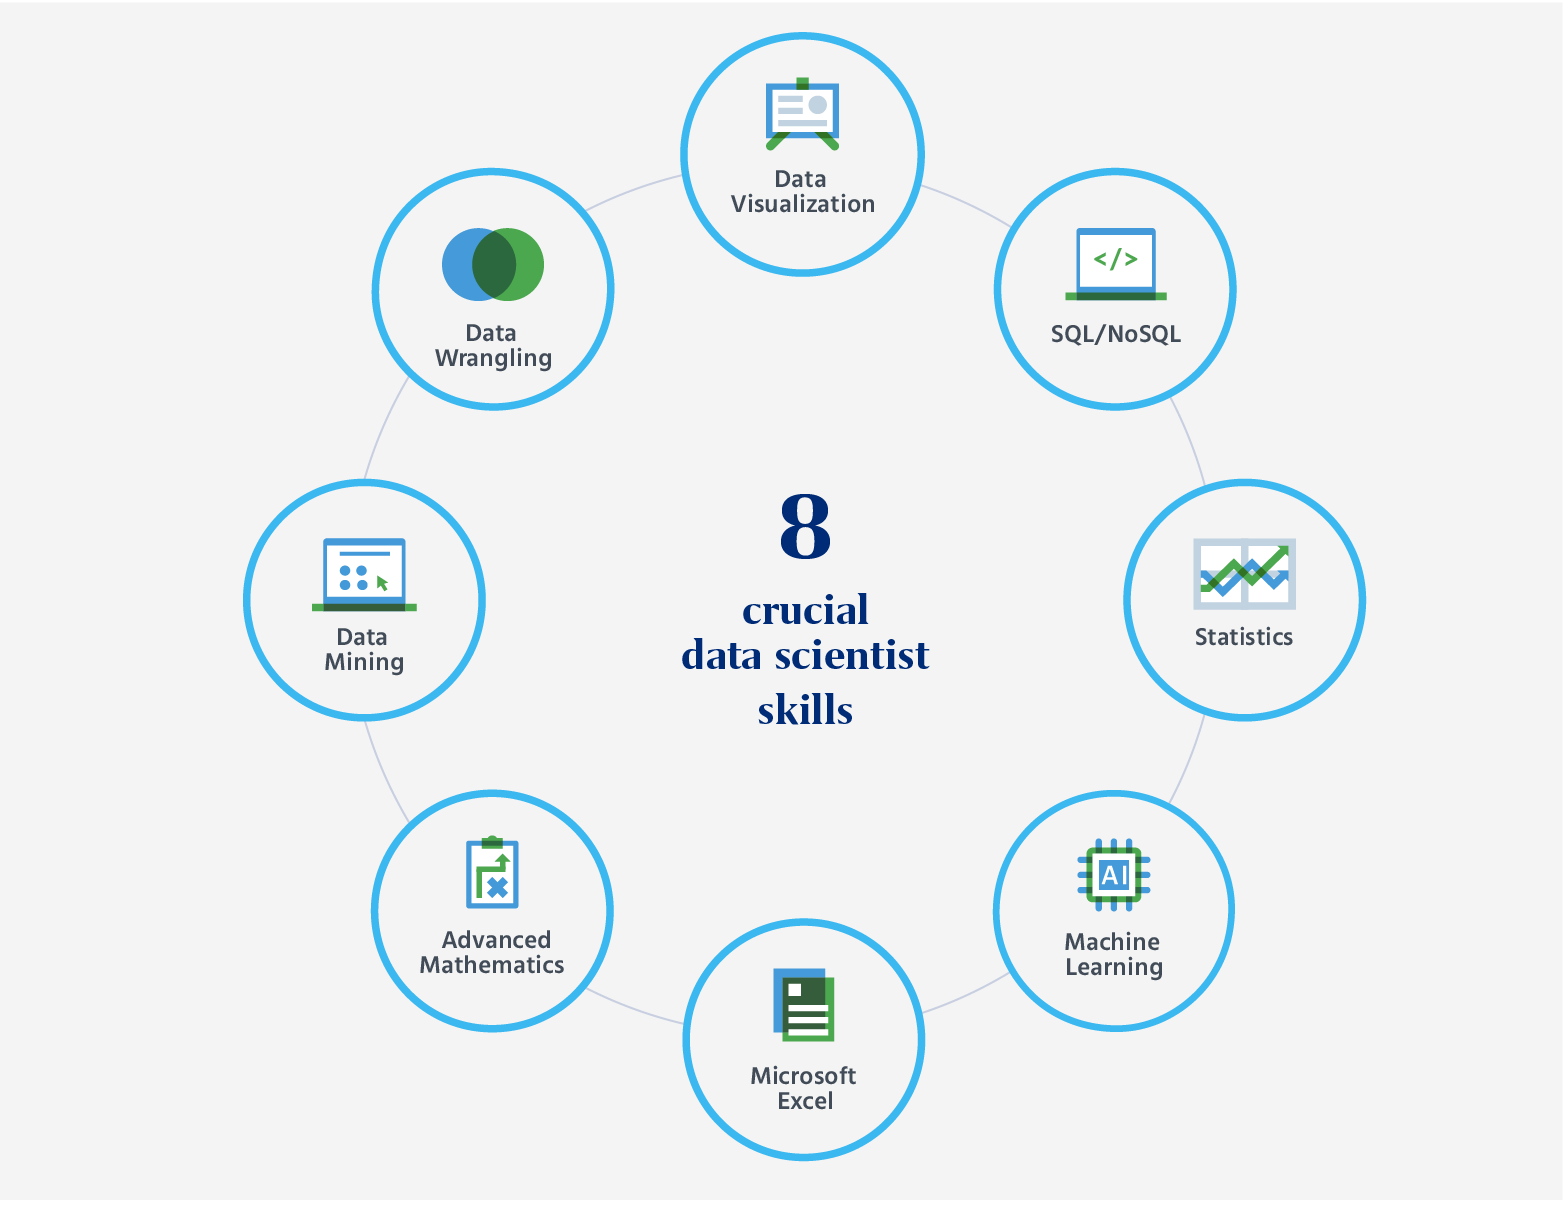 Data
Visualization
</>
SQL/NoSQL
Statistics
AI
Machine
Learning
Microsoft
Excel
Advanced
Mathematics
Data
Mining
Data
Wrangling
8
crucial
data scientist
skills